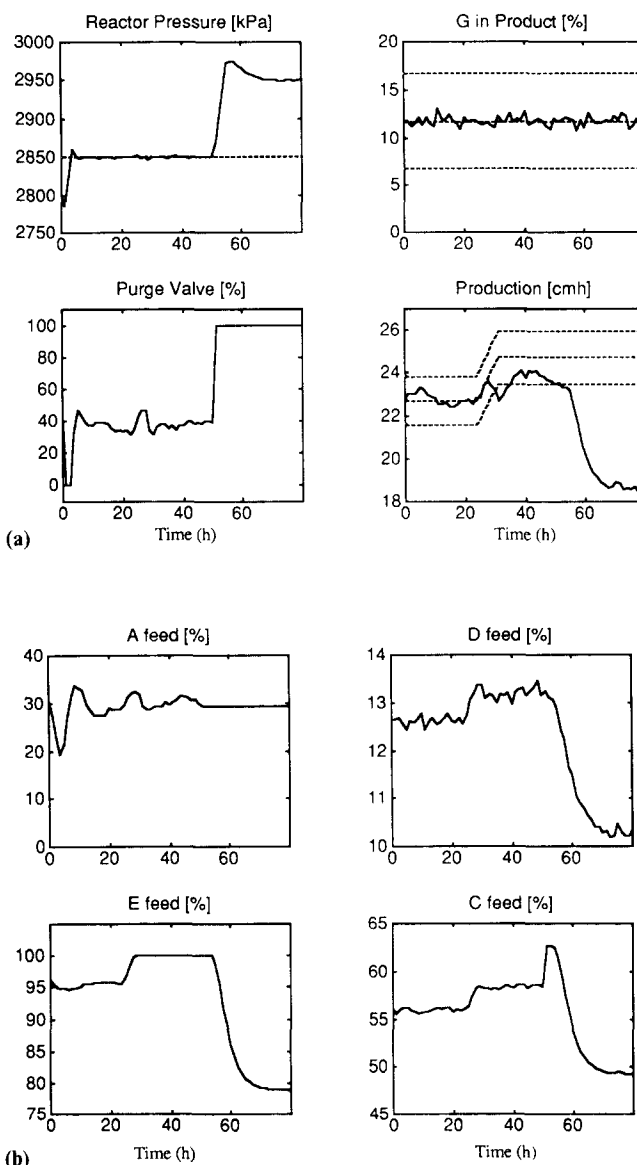 Reactor Pressure [kPa]
3000
2950
2900
2850
2800
2750
0 20 40 60
G in Product [%]
20
15
10
5
0
0 20 40 60
Purge Valve [%]
100
80
60
40
20
0
0 20 40 60
Time (h)
Production [cmh]
26
24
22
20
18
0 20 40 60
Time (h)
(a)
A feed [%]
40
30
20
10
0
0 20 40 60
D feed [%]
14
13
12
11
10
0 20 40 60
E feed [%]
100
95
90
85
80
75
0 20 40 60
Time (h)
C feed [%]
65
60
55
50
45
0 20 40 60
Time (h)
(b)